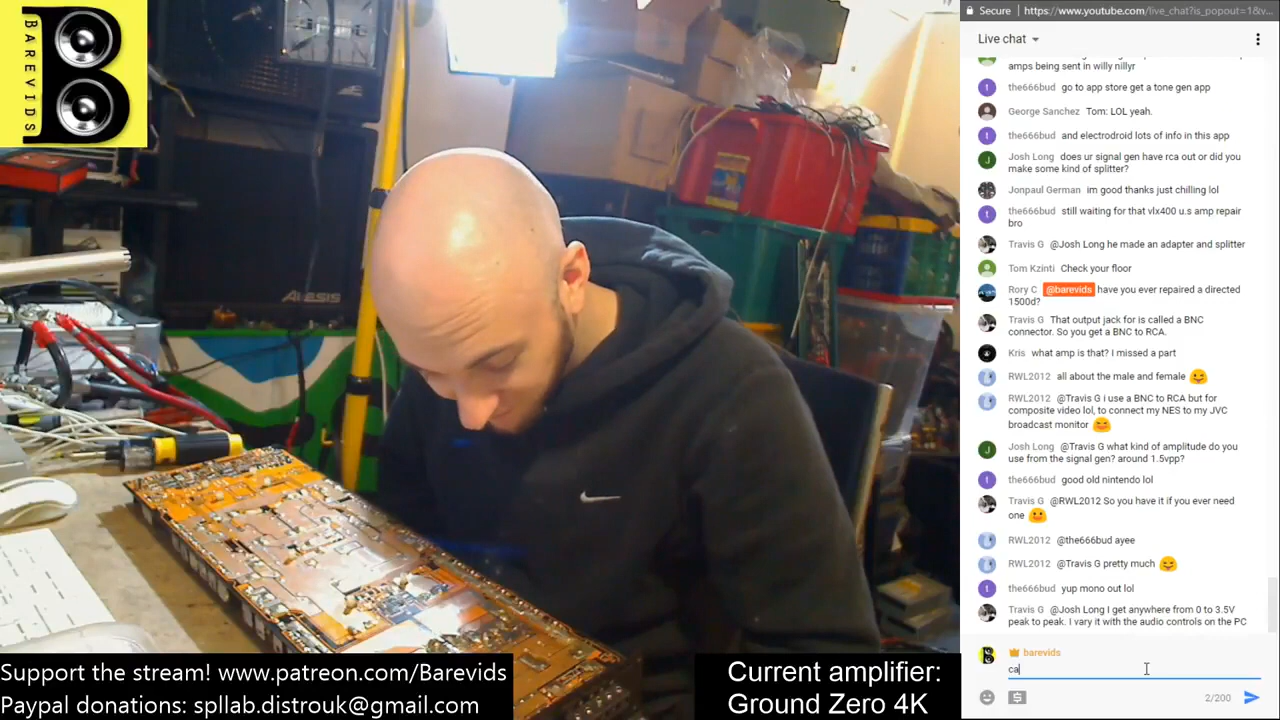 BAREVIDS
ALESIS
Support the stream! www.patreon.com/Barevids
Paypal donations: spllab.distrouk@gmail.com
Current amplifier:
Ground Zero 4K
Secure | https://www.youtube.com/live_chat?is_popout=1&v...
Live chat
amps being sent in willy nillyr
the666bud go to app store get a tone gen app
George Sanchez Tom: LOL yeah.
the666bud and electrodroid lots of info in this app
Josh Long does ur signal gen have rca out or did you
make some kind of splitter?
Jonpaul German im good thanks just chilling lol
the666bud still waiting for that vlx400 u.s amp repair
bro
Travis G @Josh Long he made an adapter and splitter
Tom Kzinti Check your floor
Rory C @barevids have you ever repaired a directed
1500d?
Travis G That output jack for is called a BNC
connector. So you get a BNC to RCA.
Kris what amp is that? I missed a part
RWL2012 all about the male and female
RWL2012 @Travis G i use a BNC to RCA but for
composite video lol, to connect my NES to my JVC
broadcast monitor
Josh Long @Travis G what kind of amplitude do you
use from the signal gen? around 1.5vpp?
the666bud good old nintendo lol
Travis G @RWL2012 So you have it if you ever need
one
RWL2012 @the666bud ayee
RWL2012 @Travis G pretty much
the666bud yup mono out lol
Travis G @Josh Long I get anywhere from 0 to 3.5V
peak to peak. I vary it with the audio controls on the PC
barevids
ca
2/200